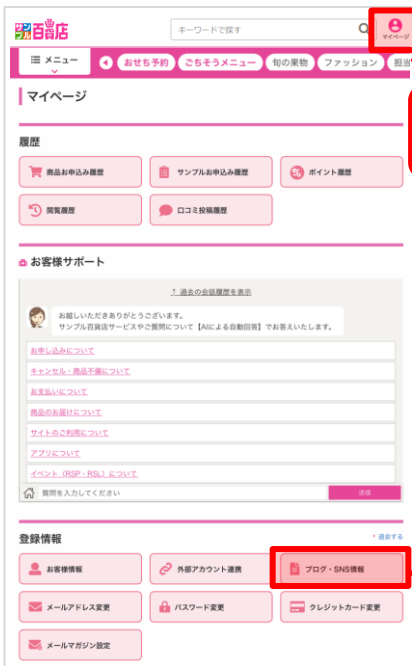 サンプル百貨店
キーワードで探す
マイページ
メニュー
おせち予約 ごちそうメニュー 旬の果物 ファッション 担当
マイページ
履歴
商品お申込み履歴 サンプルお申込み履歴 ポイント履歴
閲覧履歴 口コミ投稿履歴
お客様サポート
↑ 過去の会話履歴を表示
お越しいただきありがとうございます。
サンプル百貨店サービスやご質問について【AIによる自動回答】でお答えいたします。
お申し込みについて
キャンセル・商品不備について
お支払いについて
商品のお届けについて
サイトのご利用について
アプリについて
イベント（RSP・RSL）について
質問を入力してください 送信
登録情報
退会する
お客様情報 外部アカウント連携 ブログ・SNS情報
メールアドレス変更 パスワード変更 クレジットカード変更
メールマガジン設定